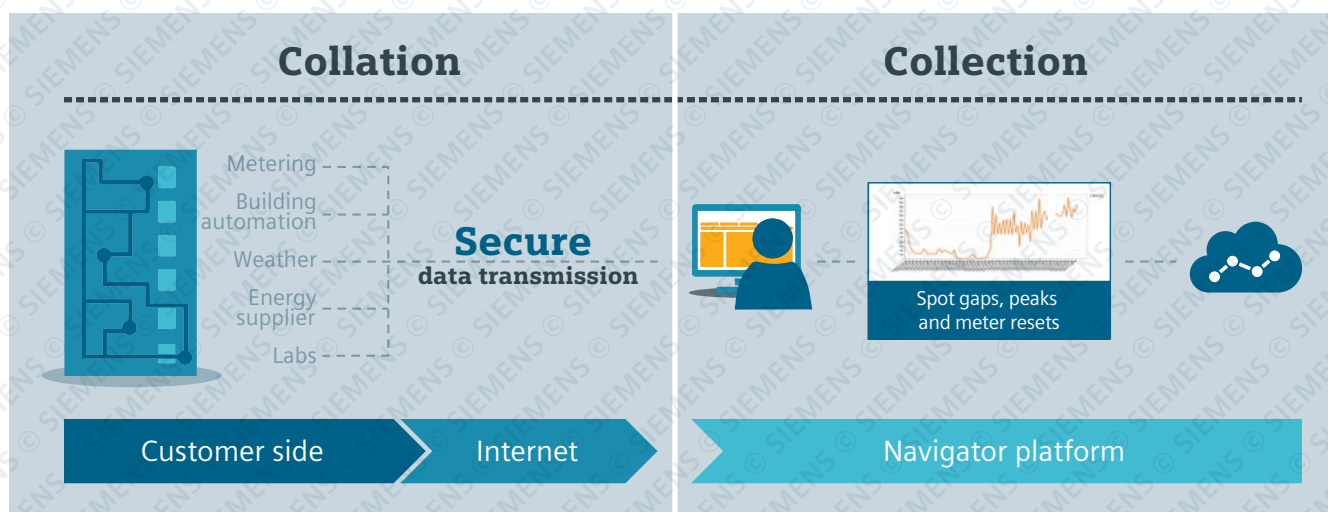 Collation
Collection
Metering
Building
automation
Weather
Energy
supplier
Labs
Secure
data transmission
Spot gaps, peaks
and meter resets
Customer side
Internet
Navigator platform
© SIEMENS